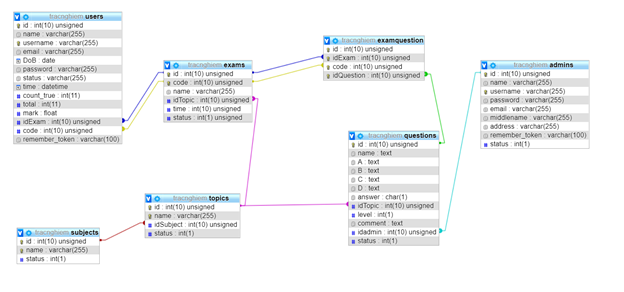 tracnghiem users
id : int(10) unsigned
name : varchar(255)
username : varchar(255)
email : varchar(255)
DoB : date
password : varchar(255)
status : varchar(255)
time : datetime
count_true : int(11)
total : int(11)
mark : float
idExam : int(10) unsigned
code : int(10) unsigned
remember_token : varchar(100)
tracnghiem exams
id : int(10) unsigned
code : int(10) unsigned
name : varchar(255)
idTopic : int(10) unsigned
time : int(10) unsigned
status : int(1) unsigned
tracnghiem examquestion
id : int(10) unsigned
idExam : int(10) unsigned
code : int(10) unsigned
idQuestion : int(10) unsigned
tracnghiem admins
id : int(10) unsigned
name : varchar(255)
username : varchar(255)
password : varchar(255)
email : varchar(255)
middlename : varchar(255)
address : varchar(255)
remember_token : varchar(100)
status : int(1)
tracnghiem questions
id : int(10) unsigned
name : text
A : text
B : text
C : text
D : text
answer : char(1)
idTopic : int(10) unsigned
level : int(1)
comment : text
idadmin : int(10) unsigned
status : int(1)
tracnghiem topics
id : int(10) unsigned
name : varchar(255)
idSubject : int(10) unsigned
status : int(1)
tracnghiem subjects
id : int(10) unsigned
name : varchar(255)
status : int(1)